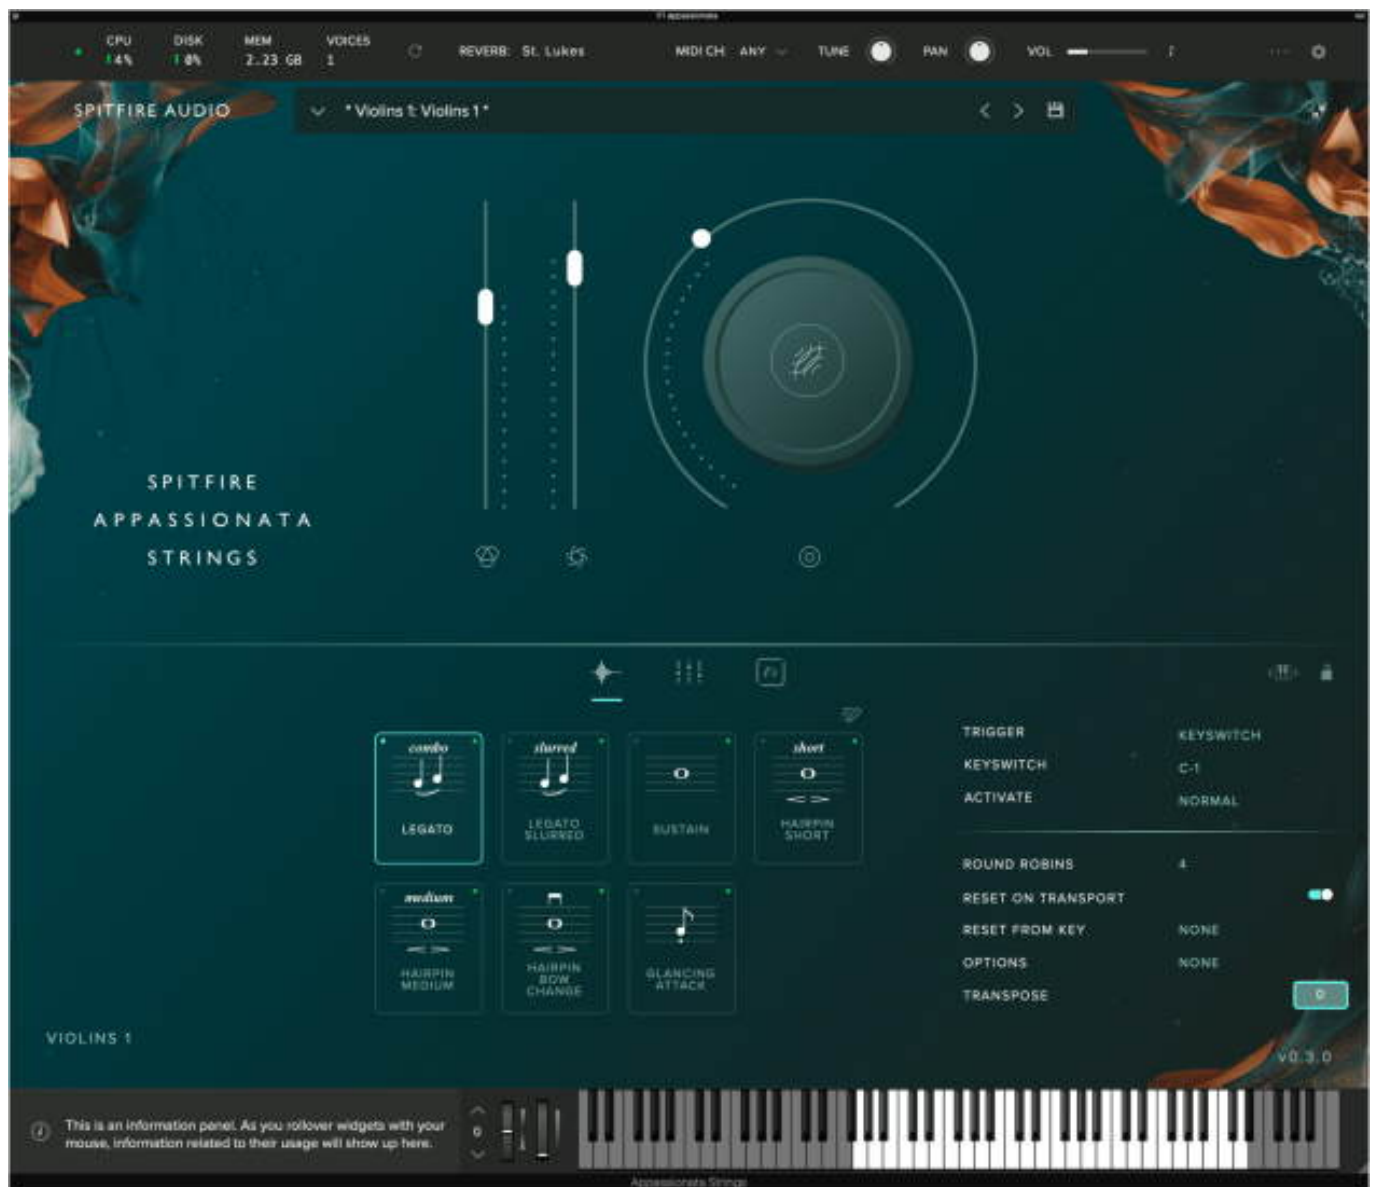 01 Appassionata
CPU DISK MEM VOICES
4% 0% 2.23 GB 1
REVERB: St. Lukes MIDI CH: ANY TUNE PAN VOL
SPITFIRE AUDIO
* Violins 1: Violins 1 *
SPITFIRE
APPASSIONATA
STRINGS
combo
LEGATO
slurred
LEGATO
SLURRED
SUSTAIN
short
HAIRPIN
SHORT
medium
HAIRPIN
MEDIUM
HAIRPIN
BOW
CHANGE
GLANCING
ATTACK
TRIGGER KEYSWITCH
KEYSWITCH C-1
ACTIVATE NORMAL
ROUND ROBINS 4
RESET ON TRANSPORT
RESET FROM KEY NONE
OPTIONS NONE
TRANSPOSE 0
VIOLINS 1
v0.3.0
This is an information panel. As you rollover widgets with your
mouse, information related to their usage will show up here.
0
Appassionata Strings